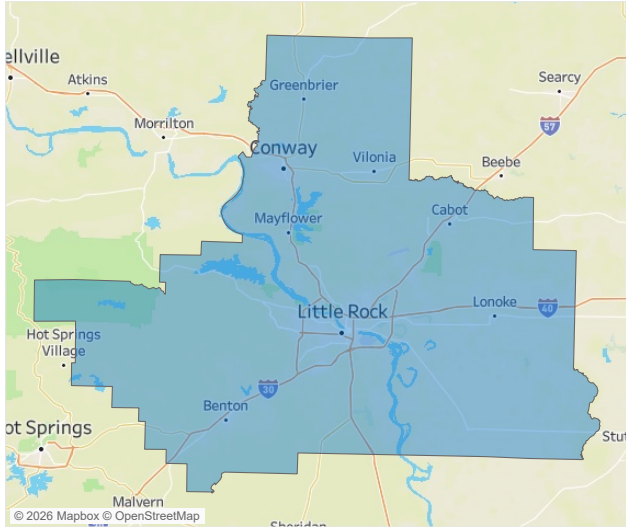 ellville
Atkins
Searcy
Greenbrier
Morrilton
57
Conway
Vilonia
Beebe
Mayflower
Cabot
Little Rock
Lonoke
40
Hot Springs
Village
30
Benton
ot Springs
Stut
Malvern
Sheridan
© 2026 Mapbox © OpenStreetMap